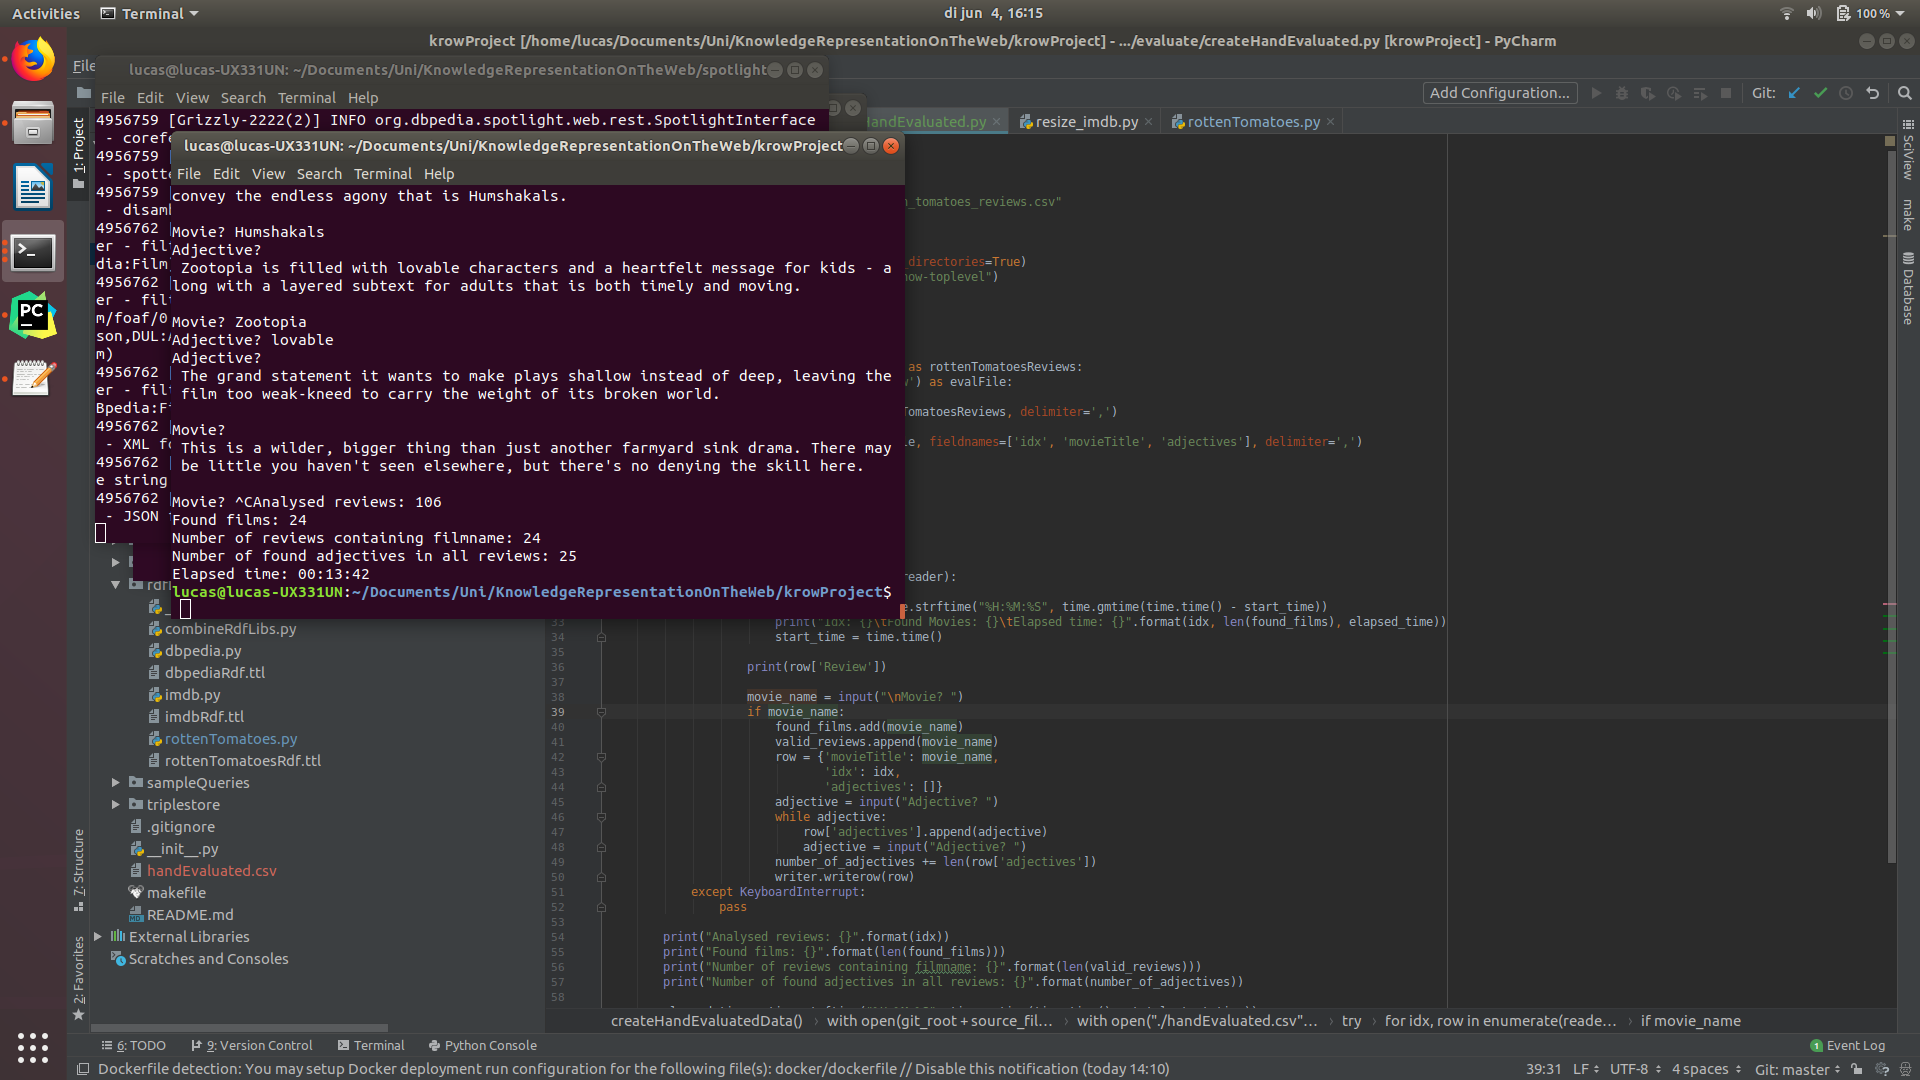 Activities
Terminal
di jun 4, 16:15
100 %
krowProject [/home/lucas/Documents/Uni/KnowledgeRepresentationOnTheWeb/krowProject] - .../evaluate/createHandEvaluated.py [krowProject] - PyCharm
File
lucas@lucas-UX331UN: ~/Documents/Uni/KnowledgeRepresentationOnTheWeb/spotlight
File Edit View Search Terminal Help
4956759 [Grizzly-2222(2)] INFO org.dbpedia.spotlight.web.rest.SpotlightInterface
- corefe
4956759 [
- spotte
4956759 [
- disamb
4956762 [
er - filt
dia:Film,
4956762 [
er - filt
m/foaf/0.
son,DUL:A
m)
4956762 [
er - filt
Bpedia:Fi
4956762 [
- XML fo
4956762 [
e string
4956762 [
- JSON
lucas@lucas-UX331UN: ~/Documents/Uni/KnowledgeRepresentationOnTheWeb/krowProject
File Edit View Search Terminal Help
convey the endless agony that is Humshakals.
Movie? Humshakals
Adjective?
Zootopia is filled with lovable characters and a heartfelt message for kids - a
long with a layered subtext for adults that is both timely and moving.
Movie? Zootopia
Adjective? lovable
Adjective?
The grand statement it wants to make plays shallow instead of deep, leaving the
film too weak-kneed to carry the weight of its broken world.
Movie?
This is a wilder, bigger thing than just another farmyard sink drama. There may
be little you haven't seen elsewhere, but there's no denying the skill here.
Movie? ^CAnalysed reviews: 106
Found films: 24
Number of reviews containing filmname: 24
Number of found adjectives in all reviews: 25
Elapsed time: 00:13:42
lucas@lucas-UX331UN:~/Documents/Uni/KnowledgeRepresentationOnTheWeb/krowProject$
Add Configuration...
Git:
HandEvaluated.py
resize_imdb.py
rottenTomatoes.py
1: Project
7: Structure
2: Favorites
SciView
make
Database
n_tomatoes_reviews.csv"
_directories=True)
how-toplevel")
as rottenTomatoesReviews:
') as evalFile:
TomatoesReviews, delimiter=',')
le, fieldnames=['idx', 'movieTitle', 'adjectives'], delimiter=',')
reader):
e.strftime("%H:%M:%S", time.gmtime(time.time() - start_time))
33 print("Idx: {}\tFound Movies: {}\tElapsed time: {}".format(idx, len(found_films), elapsed_time))
34 start_time = time.time()
35
36 print(row['Review'])
37
38 movie_name = input("\nMovie? ")
39 if movie_name:
40 found_films.add(movie_name)
41 valid_reviews.append(movie_name)
42 row = {'movieTitle': movie_name,
43 'idx': idx,
44 'adjectives': []}
45 adjective = input("Adjective? ")
46 while adjective:
47 row['adjectives'].append(adjective)
48 adjective = input("Adjective? ")
49 number_of_adjectives += len(row['adjectives'])
50 writer.writerow(row)
51 except KeyboardInterrupt:
52 pass
53
54 print("Analysed reviews: {}".format(idx))
55 print("Found films: {}".format(len(found_films)))
56 print("Number of reviews containing filmname: {}".format(len(valid_reviews)))
57 print("Number of found adjectives in all reviews: {}".format(number_of_adjectives))
58
combineRdfLibs.py
dbpedia.py
dbpediaRdf.ttl
imdb.py
imdbRdf.ttl
rottenTomatoes.py
rottenTomatoesRdf.ttl
sampleQueries
triplestore
.gitignore
__init__.py
handEvaluated.csv
makefile
README.md
External Libraries
Scratches and Consoles
createHandEvaluatedData() › with open(git_root + source_fil... › with open("./handEvaluated.csv"... › try › for idx, row in enumerate(reade... › if movie_name
6: TODO
9: Version Control
Terminal
Python Console
1 Event Log
Dockerfile detection: You may setup Docker deployment run configuration for the following file(s): docker/dockerfile // Disable this notification (today 14:10)
39:31 LF UTF-8 4 spaces Git: master